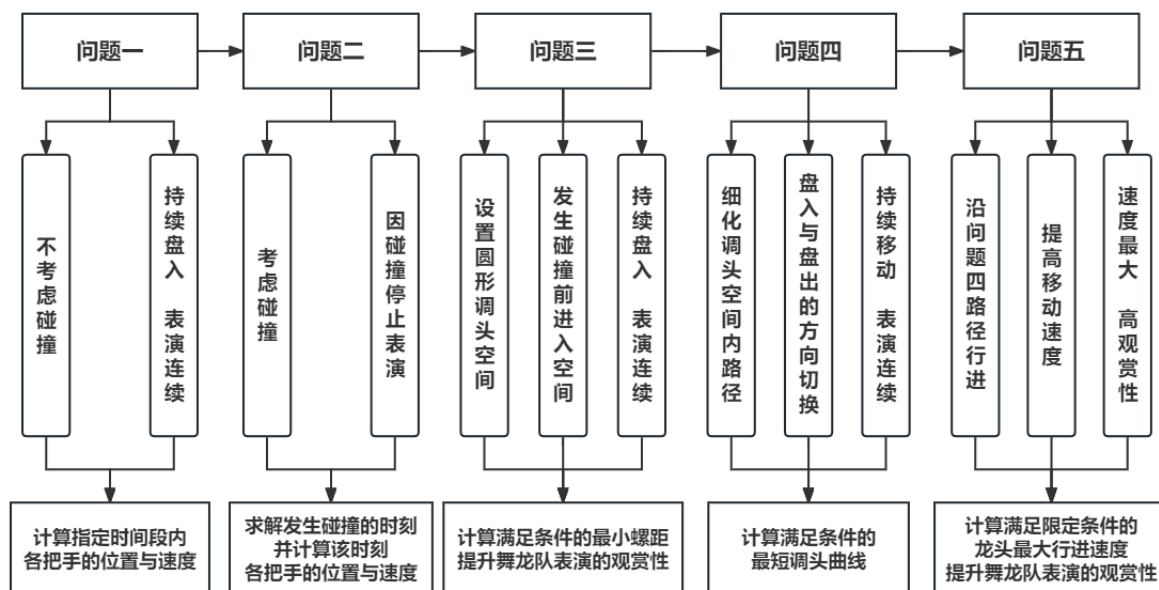 问题一
问题二
问题三
问题四
问题五
不考虑碰撞
持续盘入 表演连续
考虑碰撞
因碰撞停止表演
设置圆形调头空间
发生碰撞前进入空间
持续盘入 表演连续
细化调头空间内路径
盘入与盘出的方向切换
持续移动 表演连续
沿问题四路径行进
提高移动速度
速度最大 高观赏性
计算指定时间段内
各把手的位置与速度
求解发生碰撞的时刻
并计算该时刻
各把手的位置与速度
计算满足条件的最小螺距
提升舞龙队表演的观赏性
计算满足条件的
最短调头曲线
计算满足限定条件的
龙头最大行进速度
提升舞龙队表演的观赏性